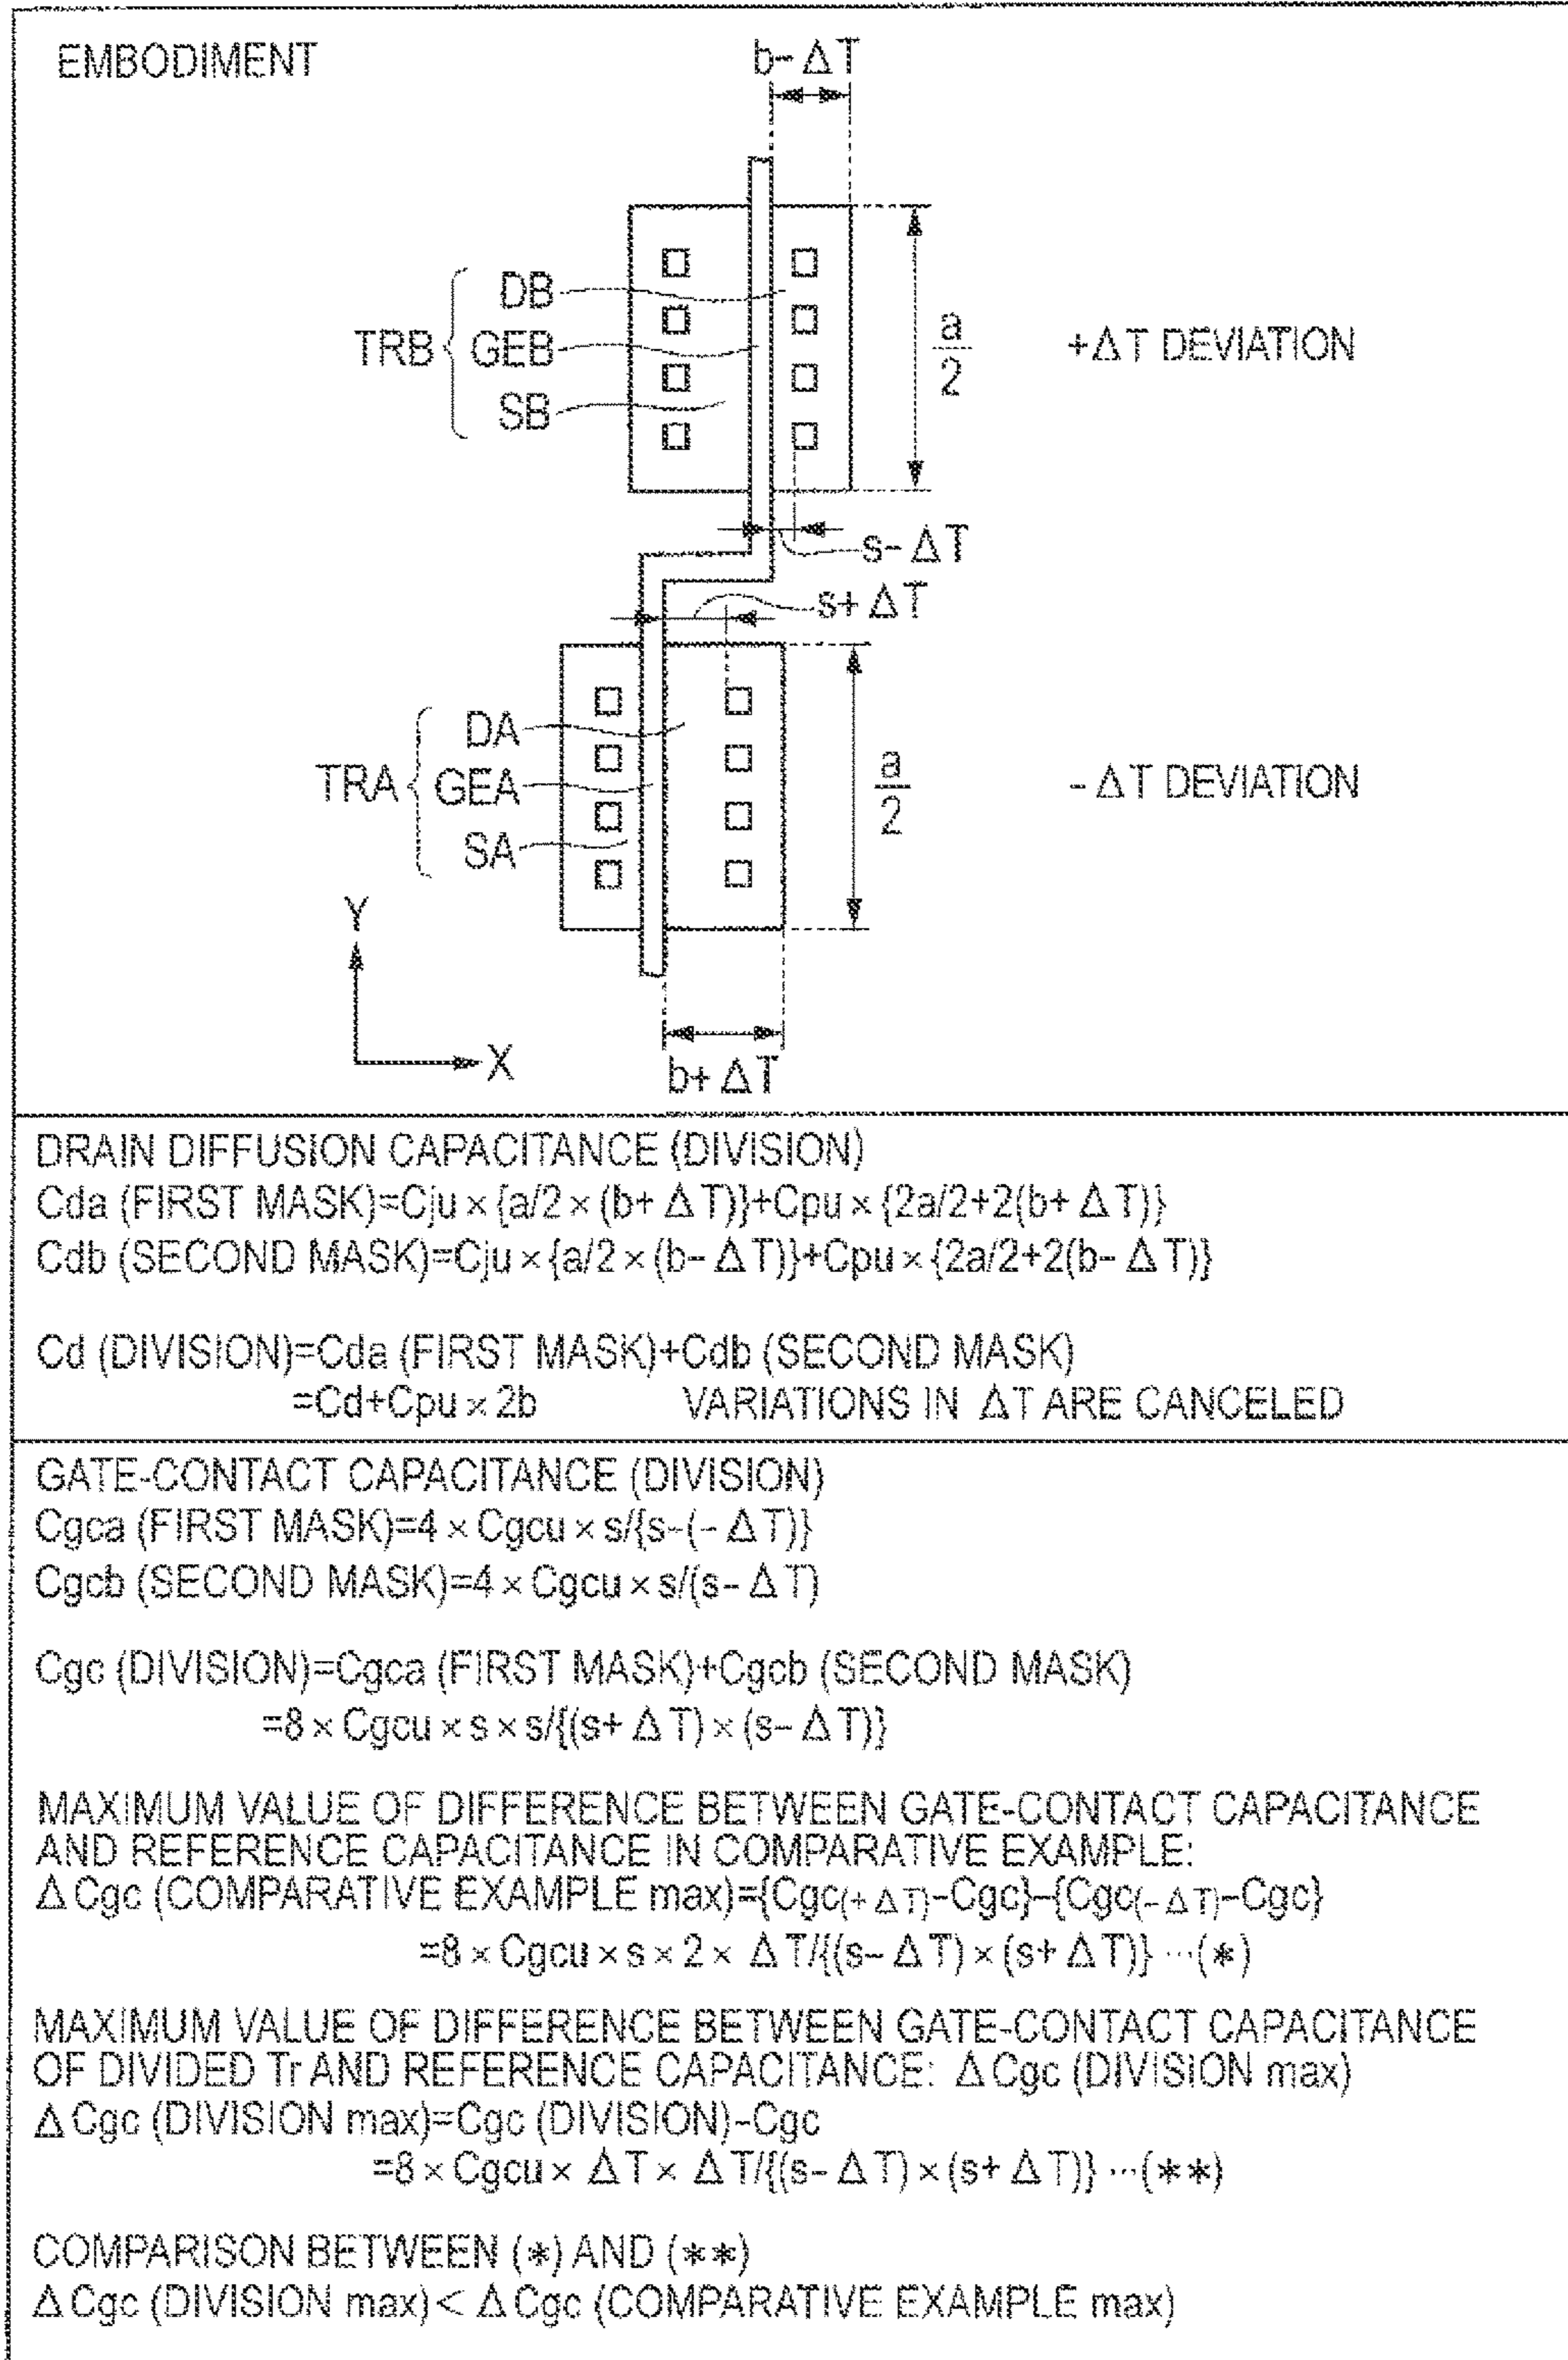 EMBODIMENT
b-ΔT
DB
TRB { GEB
SB
a/2
+ΔT DEVIATION
s-ΔT
s+ΔT
DA
TRA { GEA
SA
a/2
-ΔT DEVIATION
Y
X
b+ΔT
DRAIN DIFFUSION CAPACITANCE (DIVISION)
Cda (FIRST MASK)=Cju×{a/2×(b+ΔT)}+Cpu×{2a/2+2(b+ΔT)}
Cdb (SECOND MASK)=Cju×{a/2×(b-ΔT)}+Cpu×{2a/2+2(b-ΔT)}
Cd (DIVISION)=Cda (FIRST MASK)+Cdb (SECOND MASK)
=Cd+Cpu×2b VARIATIONS IN ΔT ARE CANCELED
GATE-CONTACT CAPACITANCE (DIVISION)
Cgca (FIRST MASK)=4×Cgcu×s/{s-(-ΔT)}
Cgcb (SECOND MASK)=4×Cgcu×s/(s-ΔT)
Cgc (DIVISION)=Cgca (FIRST MASK)+Cgcb (SECOND MASK)
=8×Cgcu×s×s/{(s+ΔT)×(s-ΔT)}
MAXIMUM VALUE OF DIFFERENCE BETWEEN GATE-CONTACT CAPACITANCE
AND REFERENCE CAPACITANCE IN COMPARATIVE EXAMPLE:
ΔCgc (COMPARATIVE EXAMPLE max)={Cgc(+ΔT)-Cgc}-{Cgc(-ΔT)-Cgc}
=8×Cgcu×s×2×ΔT/{(s-ΔT)×(s+ΔT)} ···(*)
MAXIMUM VALUE OF DIFFERENCE BETWEEN GATE-CONTACT CAPACITANCE
OF DIVIDED Tr AND REFERENCE CAPACITANCE: ΔCgc (DIVISION max)
ΔCgc (DIVISION max)=Cgc (DIVISION)-Cgc
=8×Cgcu×ΔT×ΔT/{(s-ΔT)×(s+ΔT)} ···(**)
COMPARISON BETWEEN (*) AND (**)
ΔCgc (DIVISION max)<ΔCgc (COMPARATIVE EXAMPLE max)